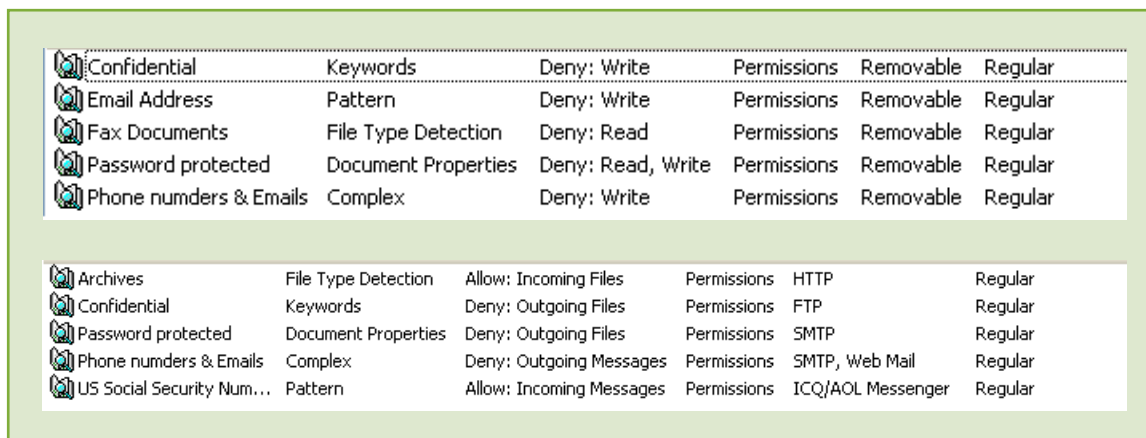 Confidential Keywords Deny: Write Permissions Removable Regular
Email Address Pattern Deny: Write Permissions Removable Regular
Fax Documents File Type Detection Deny: Read Permissions Removable Regular
Password protected Document Properties Deny: Read, Write Permissions Removable Regular
Phone numders & Emails Complex Deny: Write Permissions Removable Regular
Archives File Type Detection Allow: Incoming Files Permissions HTTP Regular
Confidential Keywords Deny: Outgoing Files Permissions FTP Regular
Password protected Document Properties Deny: Outgoing Files Permissions SMTP Regular
Phone numders & Emails Complex Deny: Outgoing Messages Permissions SMTP, Web Mail Regular
US Social Security Num... Pattern Allow: Incoming Messages Permissions ICQ/AOL Messenger Regular